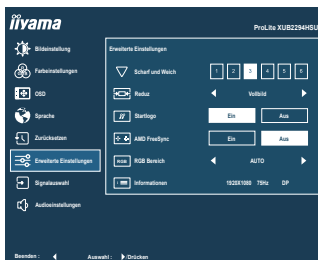 iiyama
ProLite XUB2294HSU
Bildeinstellung
Farbeinstellungen
OSD
Sprache
Zurücksetzen
Erweiterte Einstellungen
Signalauswahl
Audioeinstellungen
Erweiterte Einstellungen
Scharf und Weich 1 2 3 4 5 6
Reduz Vollbild
Startlogo Ein Aus
AMD FreeSync Ein Aus
RGB RGB Bereich AUTO
Informationen 1920X1080 75Hz DP
Beenden : Auswahl : /Drücken